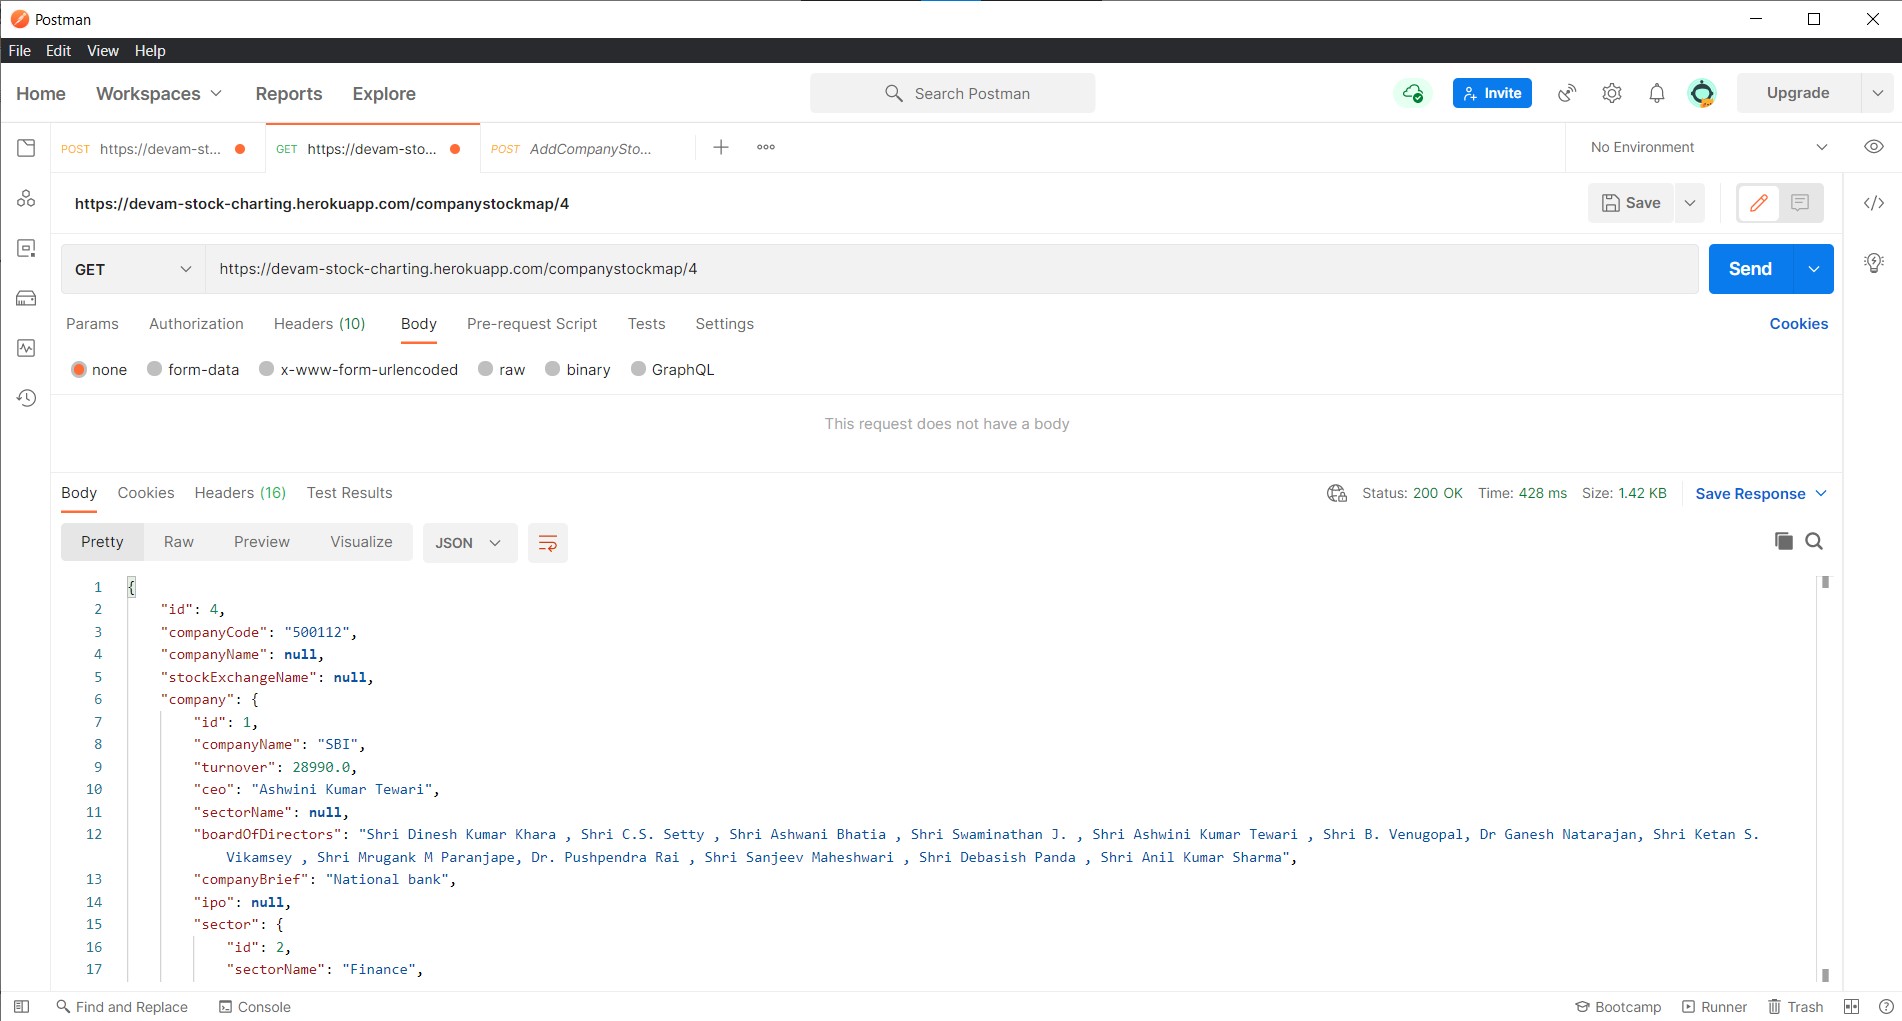 Postman
File Edit View Help
Home Workspaces Reports Explore Search Postman Invite Upgrade
POST https://devam-st... GET https://devam-sto... POST AddCompanySto... No Environment
https://devam-stock-charting.herokuapp.com/companystockmap/4 Save
GET https://devam-stock-charting.herokuapp.com/companystockmap/4 Send
Params Authorization Headers (10) Body Pre-request Script Tests Settings Cookies
none form-data x-www-form-urlencoded raw binary GraphQL
This request does not have a body
Body Cookies Headers (16) Test Results Status: 200 OK Time: 428 ms Size: 1.42 KB Save Response
Pretty Raw Preview Visualize JSON
1 {
2 "id": 4,
3 "companyCode": "500112",
4 "companyName": null,
5 "stockExchangeName": null,
6 "company": {
7 "id": 1,
8 "companyName": "SBI",
9 "turnover": 28990.0,
10 "ceo": "Ashwini Kumar Tewari",
11 "sectorName": null,
12 "boardOfDirectors": "Shri Dinesh Kumar Khara , Shri C.S. Setty , Shri Ashwani Bhatia , Shri Swaminathan J. , Shri Ashwini Kumar Tewari , Shri B. Venugopal, Dr Ganesh Natarajan, Shri Ketan S.
Vikamsey , Shri Mrugank M Paranjape, Dr. Pushpendra Rai , Shri Sanjeev Maheshwari , Shri Debasish Panda , Shri Anil Kumar Sharma",
13 "companyBrief": "National bank",
14 "ipo": null,
15 "sector": {
16 "id": 2,
17 "sectorName": "Finance",
Find and Replace Console Bootcamp Runner Trash